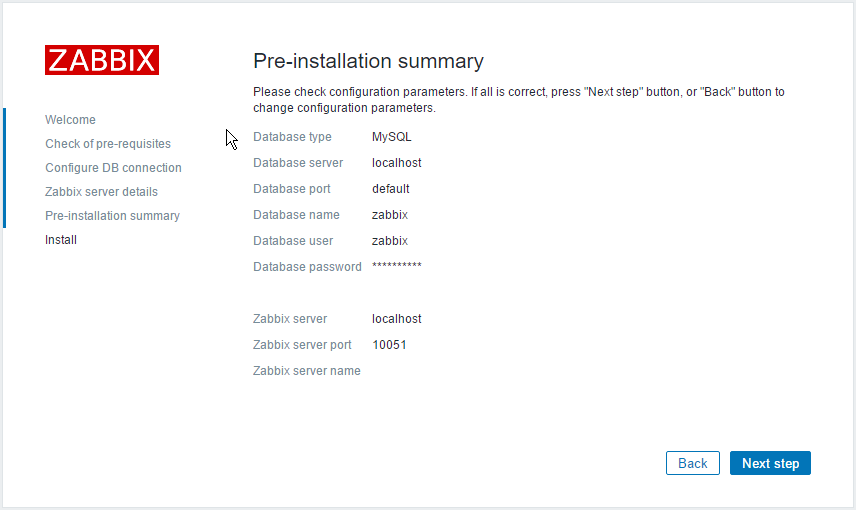 ZABBIX
Welcome
Check of pre-requisites
Configure DB connection
Zabbix server details
Pre-installation summary
Install
Pre-installation summary
Please check configuration parameters. If all is correct, press "Next step" button, or "Back" button to
change configuration parameters.
Database type MySQL
Database server localhost
Database port default
Database name zabbix
Database user zabbix
Database password **********
Zabbix server localhost
Zabbix server port 10051
Zabbix server name
Back Next step